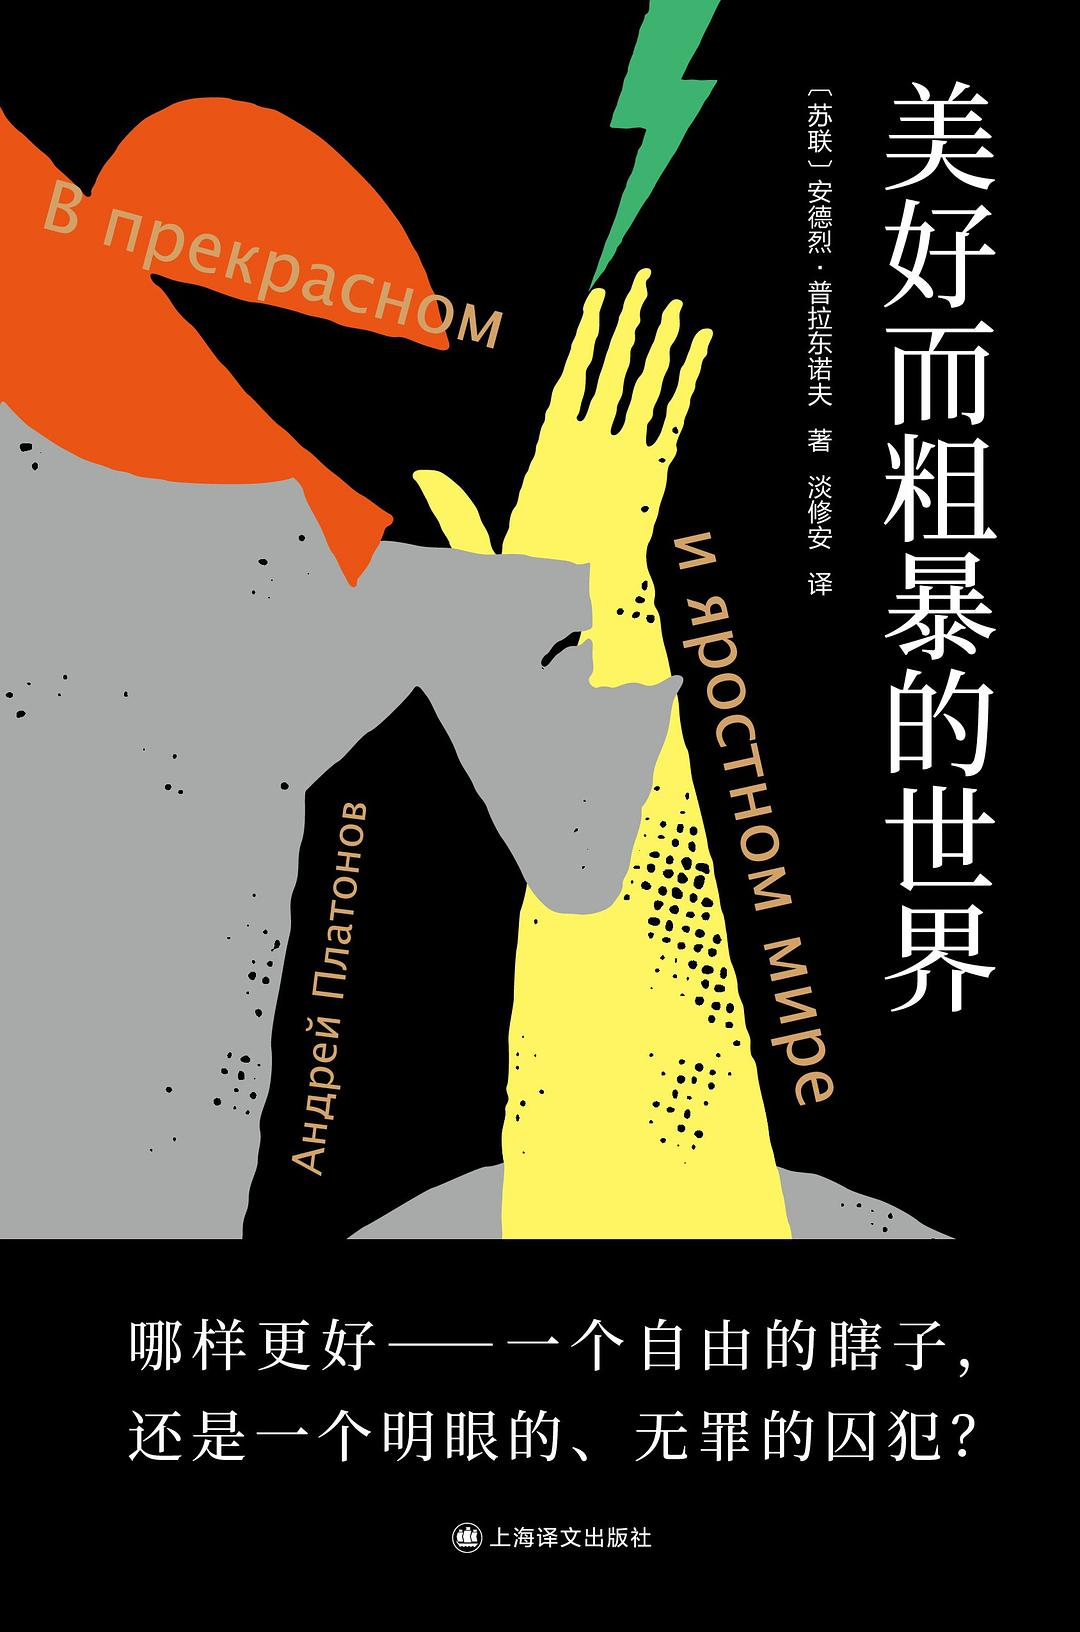 美好而粗暴的世界
〔苏联〕安德烈·普拉东诺夫 著 淡修安 译
В прекрасном
и яростном мире
Андрей Платонов
哪样更好——一个自由的瞎子，
还是一个明眼的、无罪的囚犯？
上海译文出版社